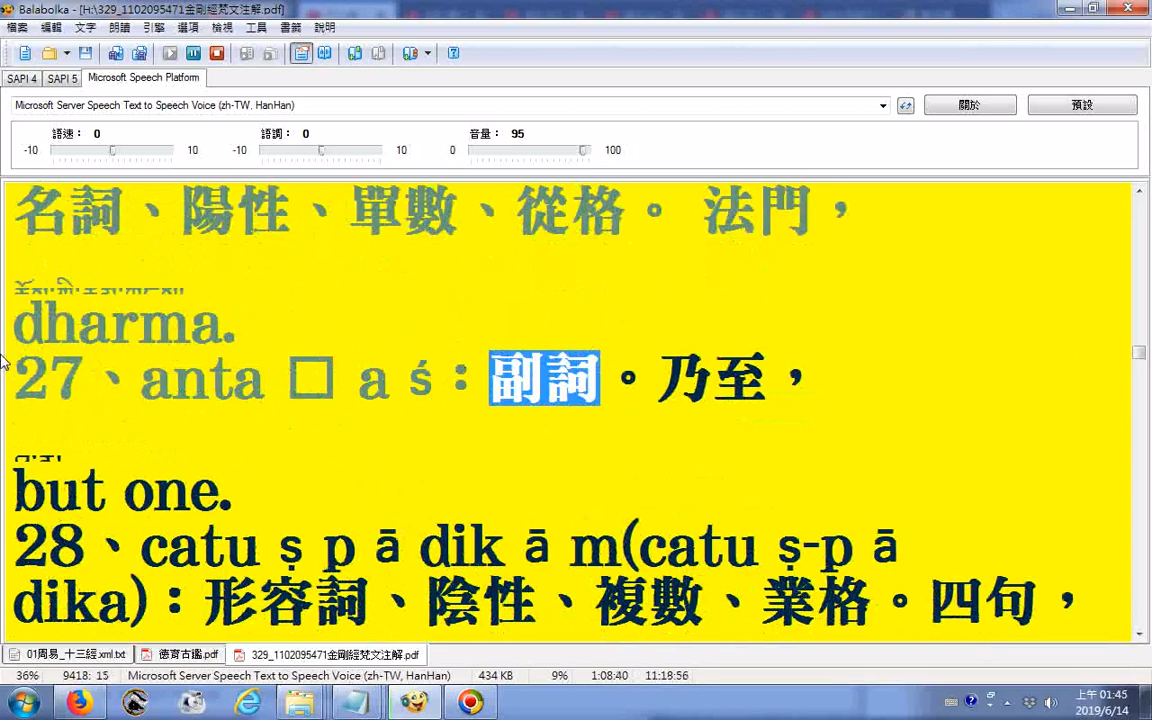 Balabolka - [H:\329_1102095471金剛經梵文注解.pdf]
檔案 編輯 文字 朗讀 引擎 選項 檢視 工具 書籤 說明
SAPI 4 SAPI 5 Microsoft Speech Platform
Microsoft Server Speech Text to Speech Voice (zh-TW, HanHan) 關於 預設
語速： 0 語調： 0 音量： 95
-10 10 -10 10 0 100
名詞、陽性、單數、從格。 法門，
dharma.
27、anta □ a ś：副詞。乃至，
but one.
28、catu ṣ p ā dik ā m(catu ṣ-p ā
dika)：形容詞、陰性、複數、業格。四句，
01周易_十三經.xml.txt 德育古鑑.pdf 329_1102095471金剛經梵文注解.pdf
36% 9418: 15 Microsoft Server Speech Text to Speech Voice (zh-TW, HanHan) 434 KB 9% 1:08:40 11:18:56
上午 01:45
2019/6/14